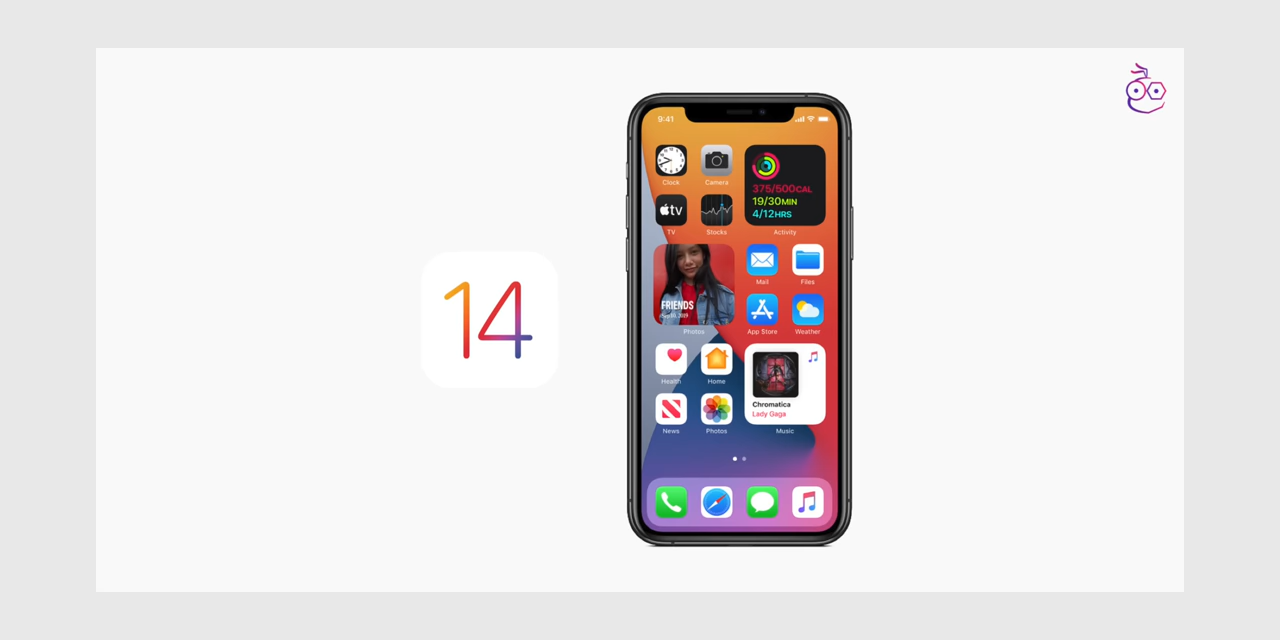 14
9:41
Clock
Camera
375/500CAL
19/30MIN
4/12HRS
tv
TV
Stocks
Activity
FRIENDS
Mail
Files
App Store
Weather
Photos
Health
Home
Chromatica
Lady Gaga
News
Photos
Music